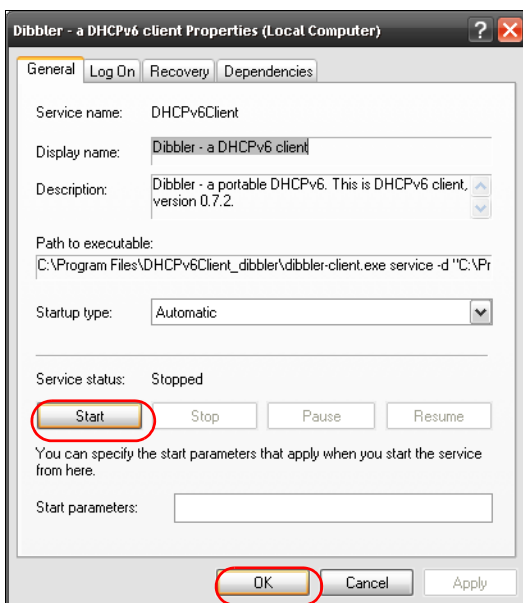 Dibbler - a DHCPv6 client Properties (Local Computer)
General Log On Recovery Dependencies
Service name: DHCPv6Client
Display name: Dibbler - a DHCPv6 client
Description: Dibbler - a portable DHCPv6. This is DHCPv6 client,
version 0.7.2.
Path to executable:
C:\Program Files\DHCPv6Client_dibbler\dibbler-client.exe service -d "C:\Pr
Startup type: Automatic
Service status: Stopped
Start Stop Pause Resume
You can specify the start parameters that apply when you start the service
from here.
Start parameters:
OK Cancel Apply